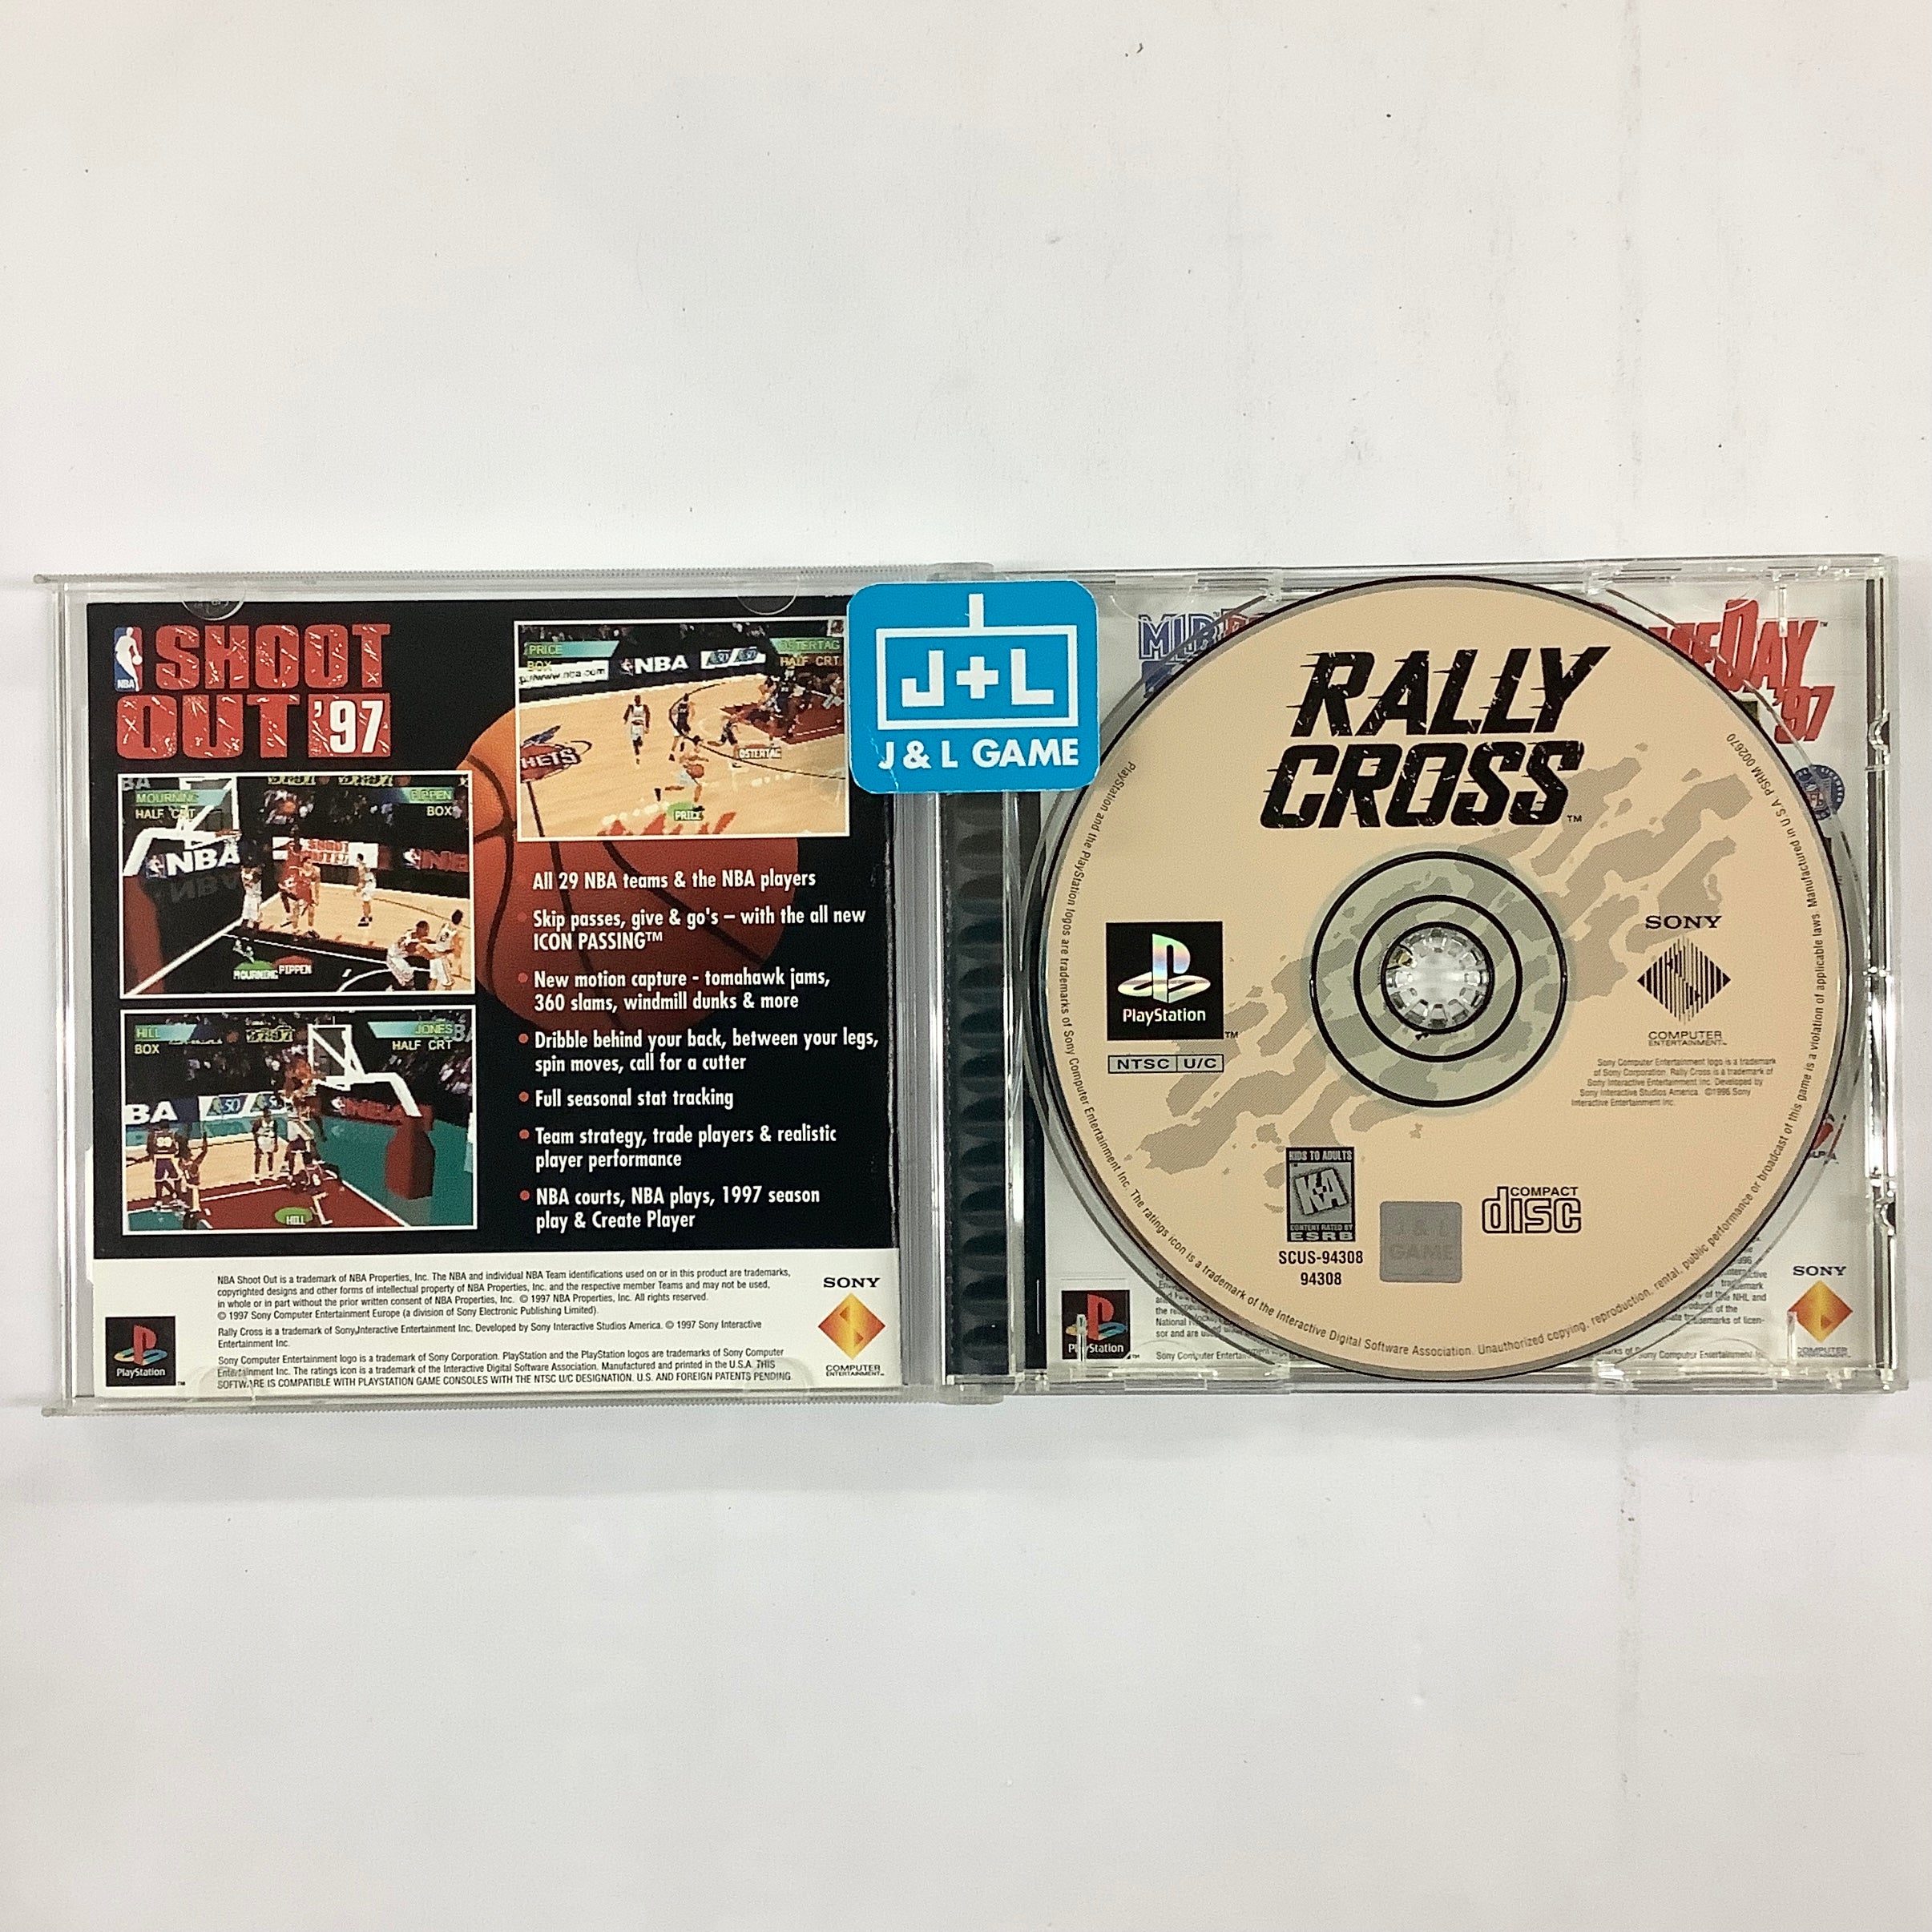 NBA
SHOOT
OUT '97
MOURNING
HALF CRT
PIPPEN
BOX
NBA
MOURNING
PIPPEN
HILL
BOX
JONES
HALF CRT
HILL
PRICE
BOX
www.nba.com
NBA
OSTERTAG
HALF CRT
OSTERTAG
PRICE
All 29 NBA teams & the NBA players
Skip passes, give & go's – with the all new
ICON PASSING™
New motion capture - tomahawk jams,
360 slams, windmill dunks & more
Dribble behind your back, between your legs,
spin moves, call for a cutter
Full seasonal stat tracking
Team strategy, trade players & realistic
player performance
NBA courts, NBA plays, 1997 season
play & Create Player
NBA Shoot Out is a trademark of NBA Properties, Inc. The NBA and individual NBA Team identifications used on or in this product are trademarks,
copyrighted designs and other forms of intellectual property of NBA Properties, Inc. and the respective member Teams and may not be used,
in whole or in part without the prior written consent of NBA Properties, Inc. © 1997 NBA Properties, Inc. All rights reserved.
© 1997 Sony Computer Entertainment Europe (a division of Sony Electronic Publishing Limited).
Rally Cross is a trademark of Sony Interactive Entertainment Inc. Developed by Sony Interactive Studios America. © 1997 Sony Interactive
Entertainment Inc.
Sony Computer Entertainment logo is a trademark of Sony Corporation. PlayStation and the PlayStation logos are trademarks of Sony Computer
Entertainment Inc. The ratings icon is a trademark of the Interactive Digital Software Association. Manufactured and printed in the U.S.A. THIS
SOFTWARE IS COMPATIBLE WITH PLAYSTATION GAME CONSOLES WITH THE NTSC U/C DESIGNATION. U.S. AND FOREIGN PATENTS PENDING.
PlayStation
SONY
COMPUTER
ENTERTAINMENT™
J+L
J & L GAME
RALLY
CROSS™
PlayStation™
NTSC U/C
SONY
COMPUTER
ENTERTAINMENT™
Sony Computer Entertainment logo is a trademark
of Sony Corporation. Rally Cross is a trademark of
Sony Interactive Entertainment Inc. Developed by
Sony Interactive Studios America. ©1996 Sony
Interactive Entertainment Inc.
KIDS TO ADULTS
K-A
CONTENT RATED BY
ESRB
SCUS-94308
94308
J & L
GAME
COMPACT
disc
PlayStation and the PlayStation logos are trademarks of Sony Computer Entertainment Inc. The ratings icon is a trademark of the Interactive Digital Software Association. Unauthorized copying, reproduction, rental, public performance or broadcast of this game is a violation of applicable laws. Manufactured in U.S.A. PSRM 002670
'97
PlayStation
SONY
COMPUTER